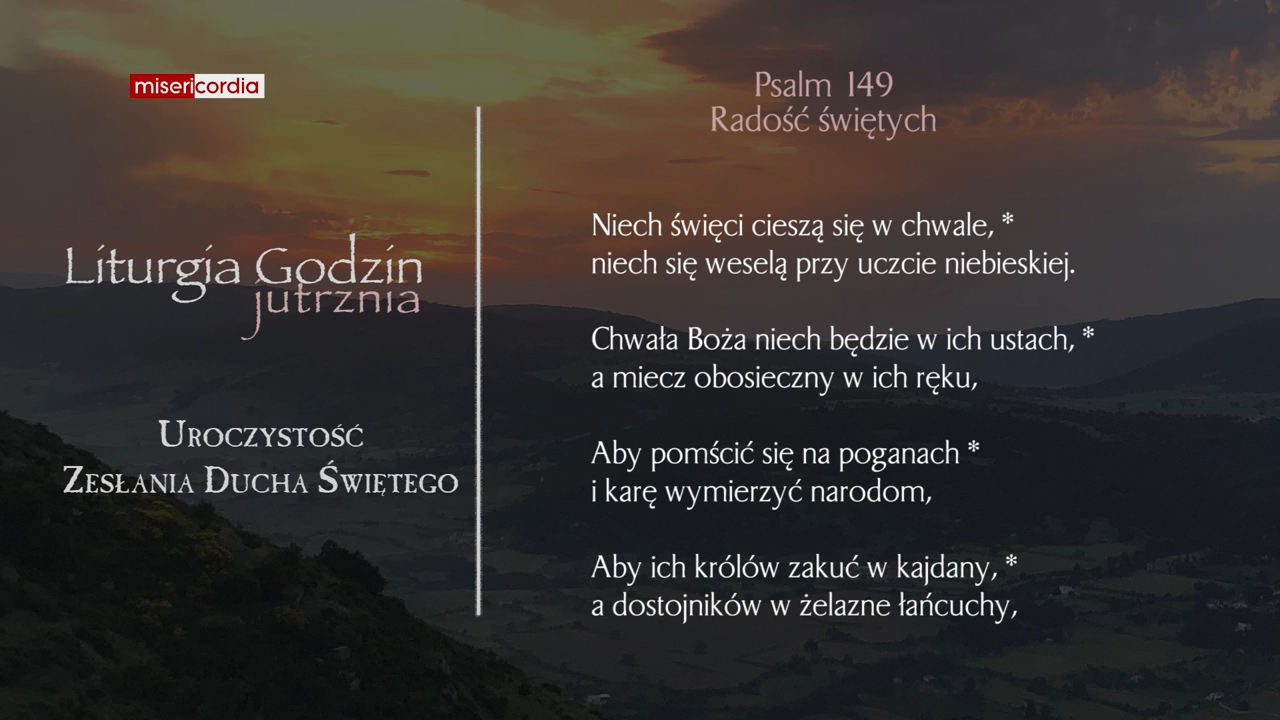 misericordia
Liturgia Godzin
jutrznia
Uroczystość
Zesłania Ducha Świętego
Psalm 149
Radość świętych
Niech święci cieszą się w chwale, *
niech się weselą przy uczcie niebieskiej.
Chwała Boża niech będzie w ich ustach, *
a miecz obosieczny w ich ręku,
Aby pomścić się na poganach *
i karę wymierzyć narodom,
Aby ich królów zakuć w kajdany, *
a dostojników w żelazne łańcuchy,